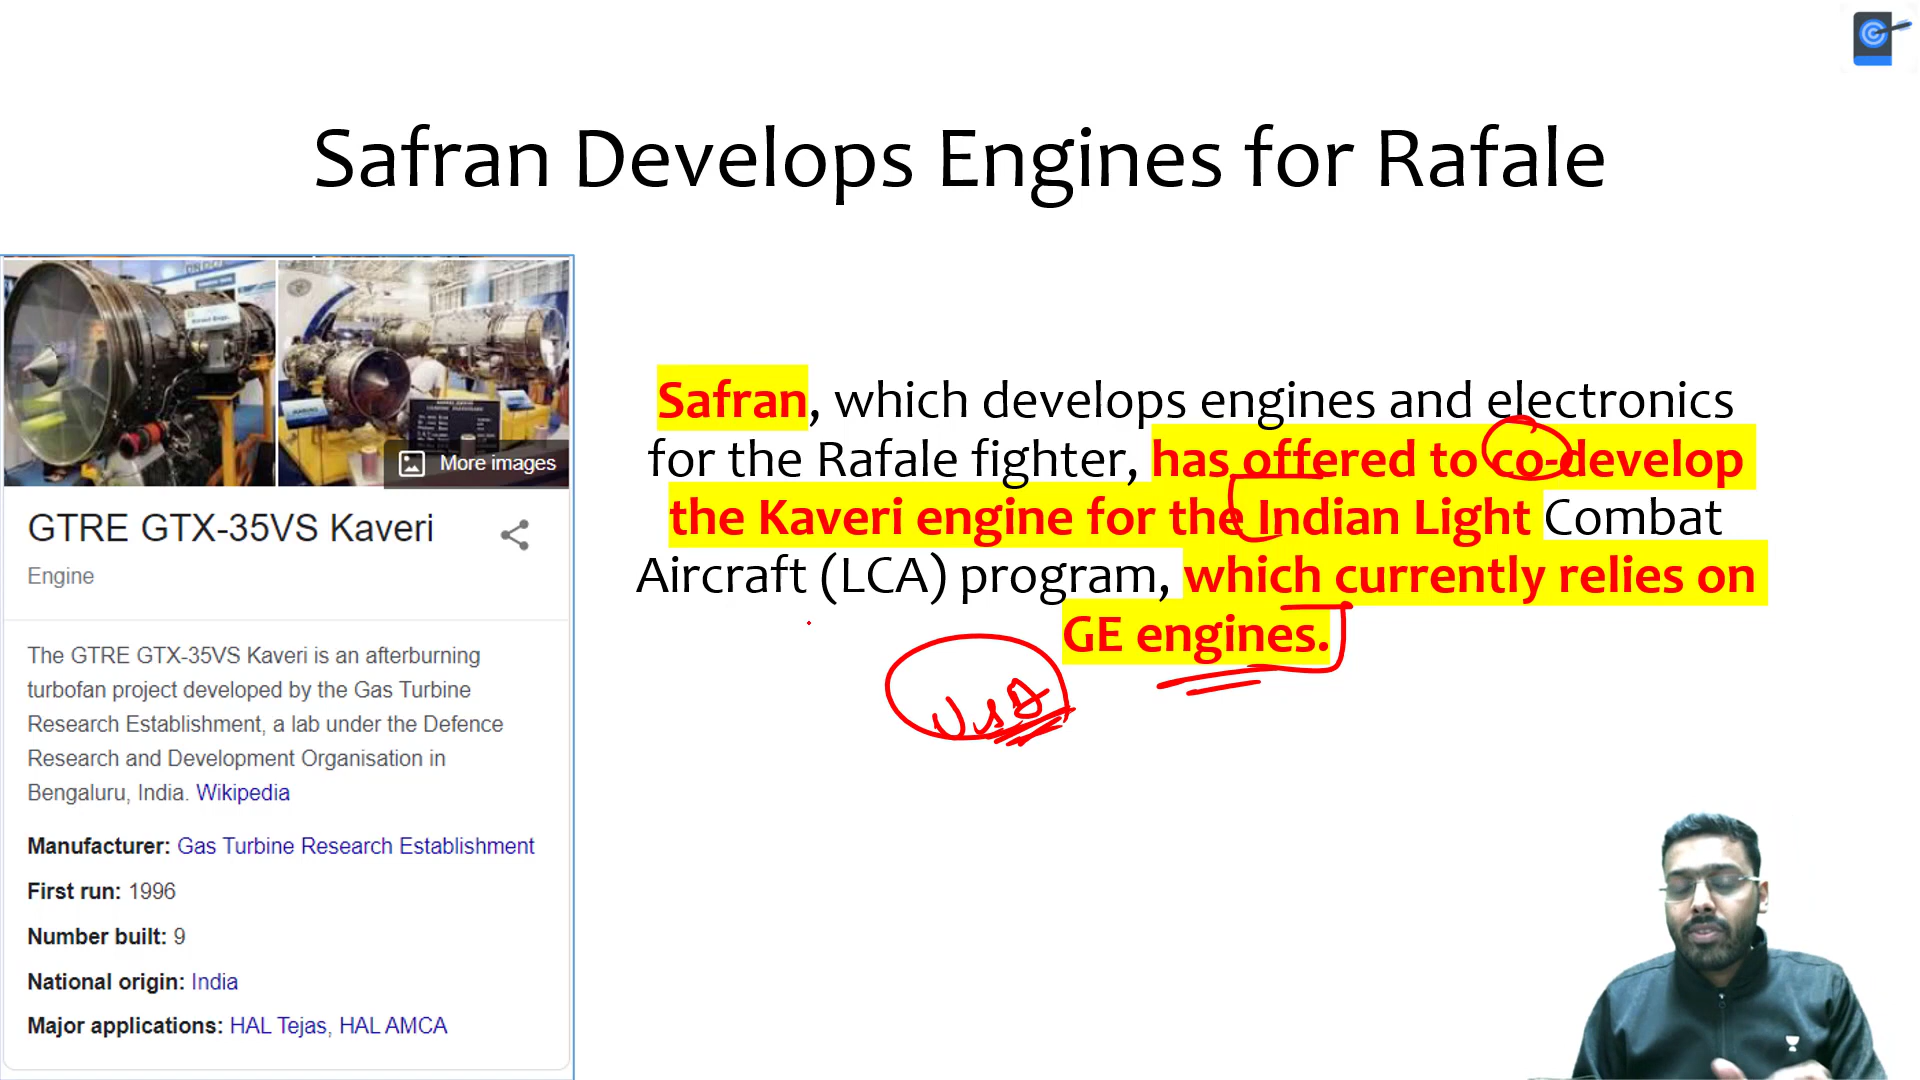 Safran Develops Engines for Rafale
More images
GTRE GTX-35VS Kaveri
Engine
The GTRE GTX-35VS Kaveri is an afterburning
turbofan project developed by the Gas Turbine
Research Establishment, a lab under the Defence
Research and Development Organisation in
Bengaluru, India. Wikipedia
Manufacturer: Gas Turbine Research Establishment
First run: 1996
Number built: 9
National origin: India
Major applications: HAL Tejas, HAL AMCA
Safran, which develops engines and electronics
for the Rafale fighter, has offered to co-develop
the Kaveri engine for the Indian Light Combat
Aircraft (LCA) program, which currently relies on
GE engines.
USA